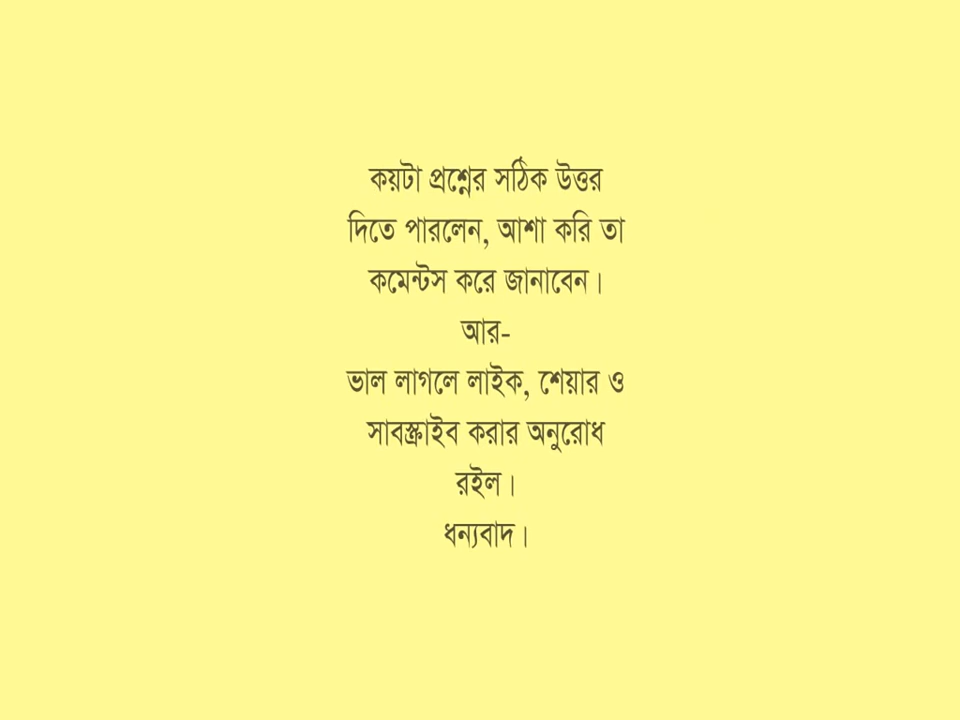 কয়টা প্রশ্নের সঠিক উত্তর
দিতে পারলেন, আশা করি তা
কমেন্টস করে জানাবেন।
আর-
ভাল লাগলে লাইক, শেয়ার ও
সাবস্ক্রাইব করার অনুরোধ
রইল।
ধন্যবাদ।